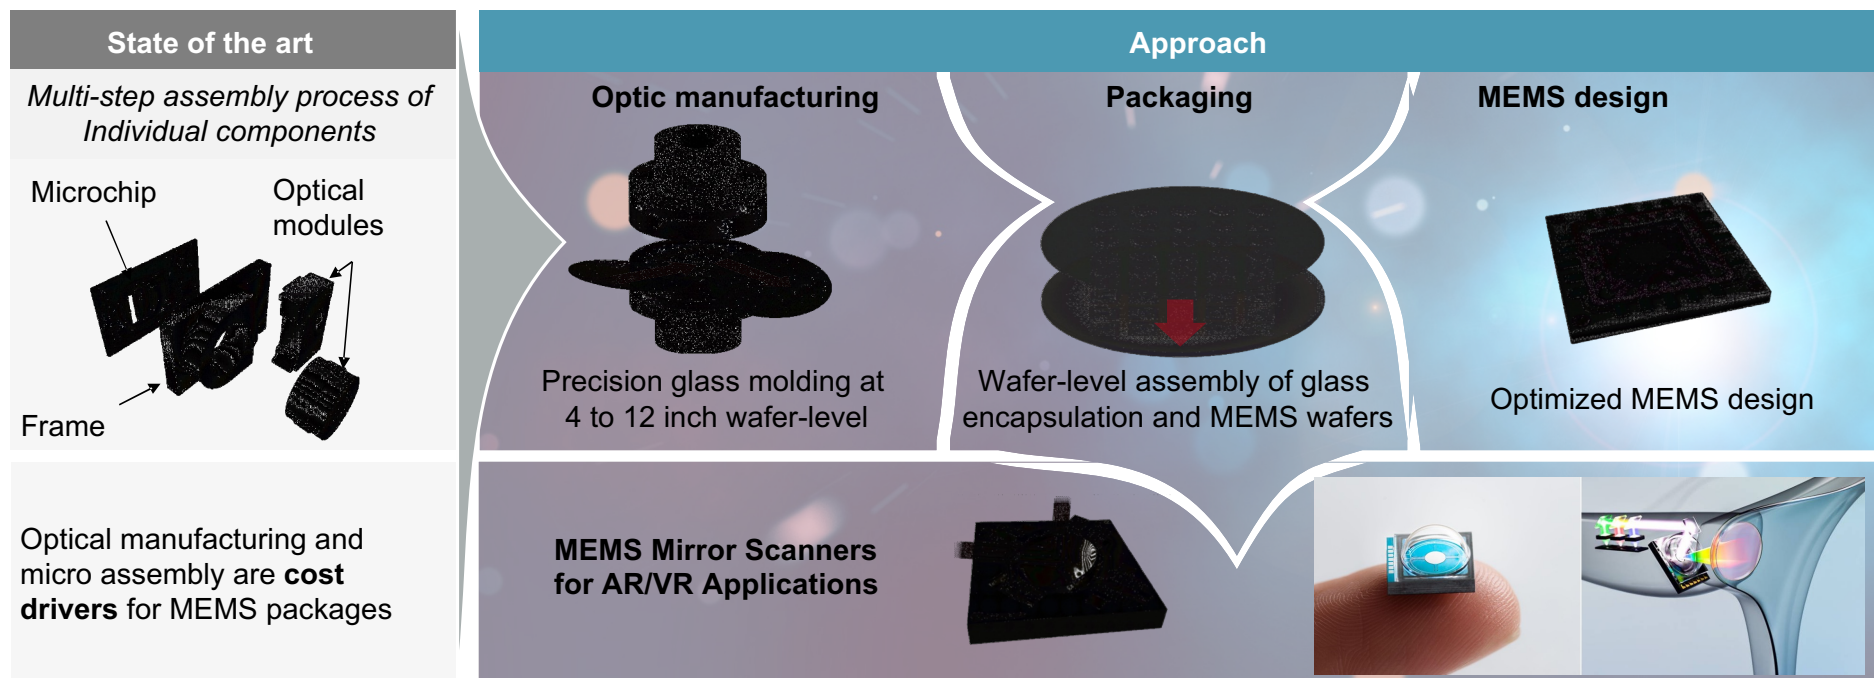 State of the art
Multi-step assembly process of
Individual components
Microchip
Optical
modules
Frame
Optical manufacturing and
micro assembly are cost
drivers for MEMS packages
Approach
Optic manufacturing
Precision glass molding at
4 to 12 inch wafer-level
Packaging
Wafer-level assembly of glass
encapsulation and MEMS wafers
MEMS design
Optimized MEMS design
MEMS Mirror Scanners
for AR/VR Applications